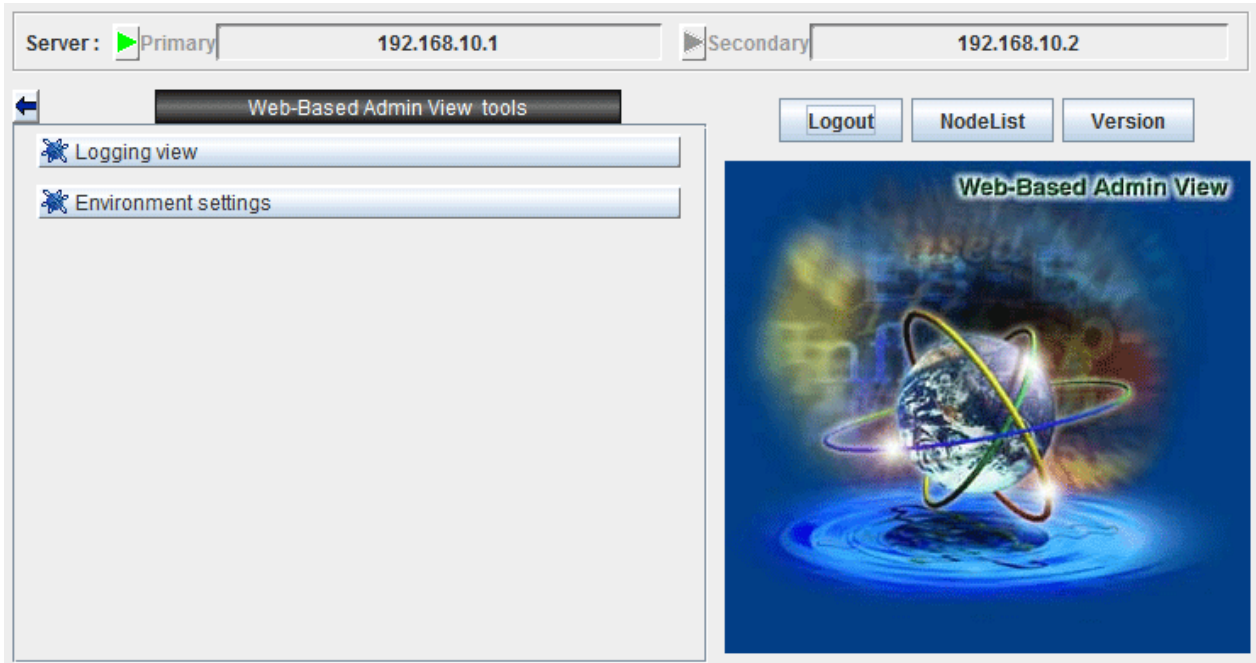 Server : Primary 192.168.10.1 Secondary 192.168.10.2
Web-Based Admin View tools
Logout NodeList Version
Logging view
Environment settings
Web-Based Admin View